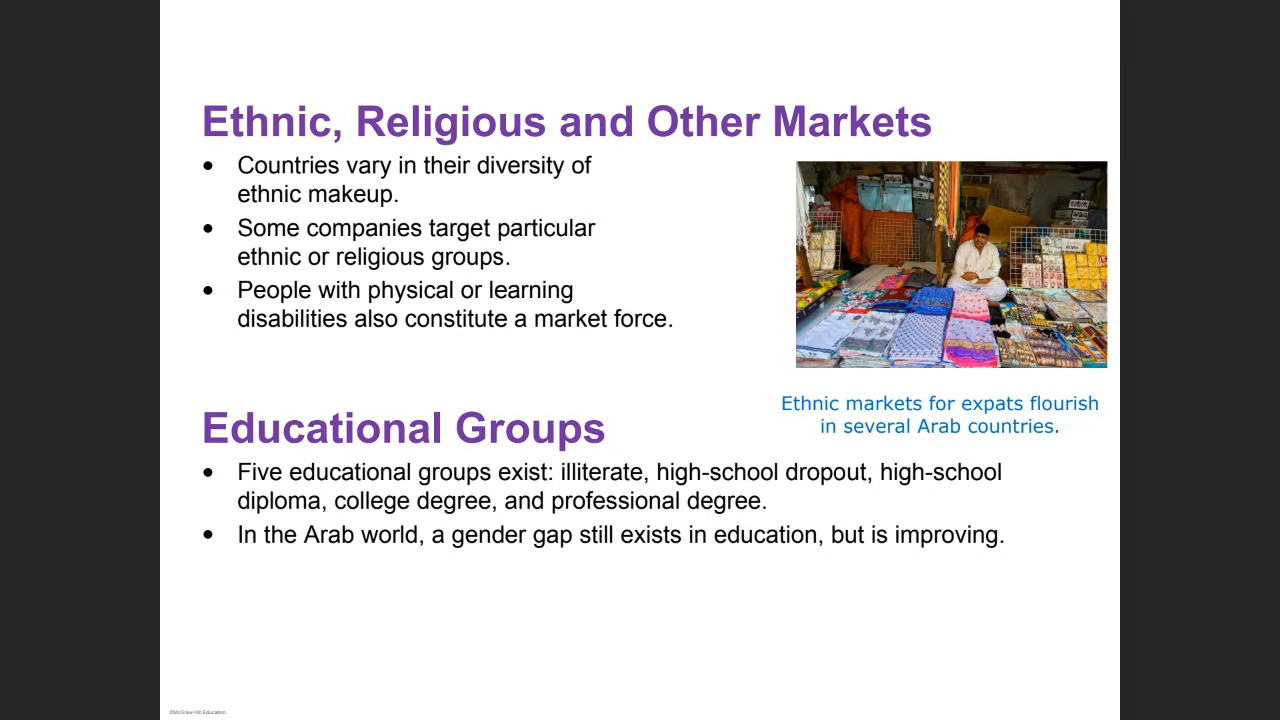 Ethnic, Religious and Other Markets
• Countries vary in their diversity of
ethnic makeup.
• Some companies target particular
ethnic or religious groups.
• People with physical or learning
disabilities also constitute a market force.
Ethnic markets for expats flourish
in several Arab countries.
Educational Groups
• Five educational groups exist: illiterate, high-school dropout, high-school
diploma, college degree, and professional degree.
• In the Arab world, a gender gap still exists in education, but is improving.
©McGraw-Hill Education.